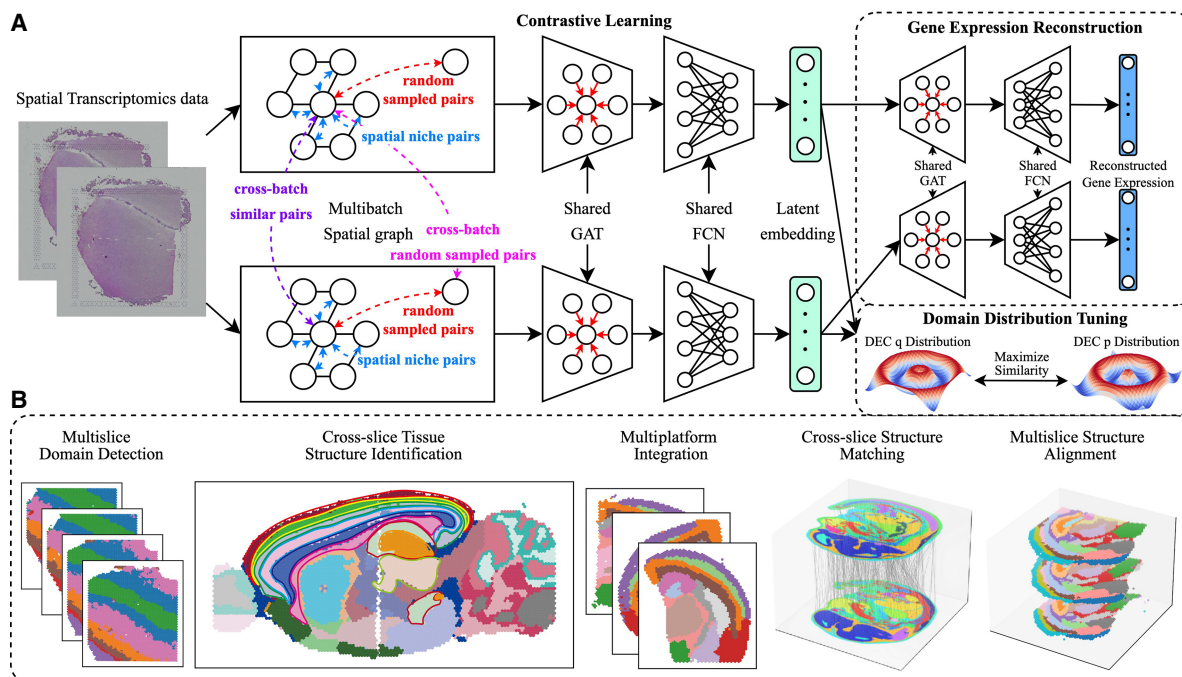 A
Contrastive Learning
Gene Expression Reconstruction
Spatial Transcriptomics data
random
sampled pairs
spatial niche pairs
cross-batch
similar pairs
Multibatch
Spatial graph
cross-batch
random sampled pairs
Shared
GAT
Shared
FCN
Latent
embedding
Shared
GAT
Shared
FCN
Reconstructed
Gene Expression
random
sampled pairs
spatial niche pairs
Domain Distribution Tuning
DEC q Distribution
Maximize
Similarity
DEC p Distribution
B
Multislice
Domain Detection
Cross-slice Tissue
Structure Identification
Multiplatform
Integration
Cross-slice Structure
Matching
Multislice Structure
Alignment